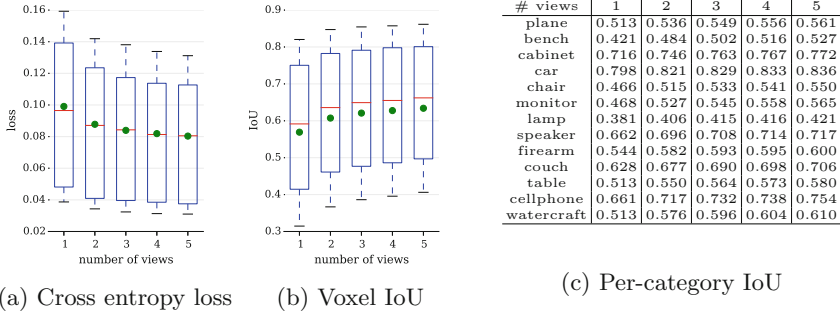 0.16
0.14
0.12
0.10
0.08
0.06
0.04
0.02
loss
1 2 3 4 5
number of views
(a) Cross entropy loss
0.9
0.8
0.7
0.6
0.5
0.4
0.3
IoU
1 2 3 4 5
number of views
(b) Voxel IoU
# views 1 2 3 4 5
plane 0.513 0.536 0.549 0.556 0.561
bench 0.421 0.484 0.502 0.516 0.527
cabinet 0.716 0.746 0.763 0.767 0.772
car 0.798 0.821 0.829 0.833 0.836
chair 0.466 0.515 0.533 0.541 0.550
monitor 0.468 0.527 0.545 0.558 0.565
lamp 0.381 0.406 0.415 0.416 0.421
speaker 0.662 0.696 0.708 0.714 0.717
firearm 0.544 0.582 0.593 0.595 0.600
couch 0.628 0.677 0.690 0.698 0.706
table 0.513 0.550 0.564 0.573 0.580
cellphone 0.661 0.717 0.732 0.738 0.754
watercraft 0.513 0.576 0.596 0.604 0.610
(c) Per-category IoU